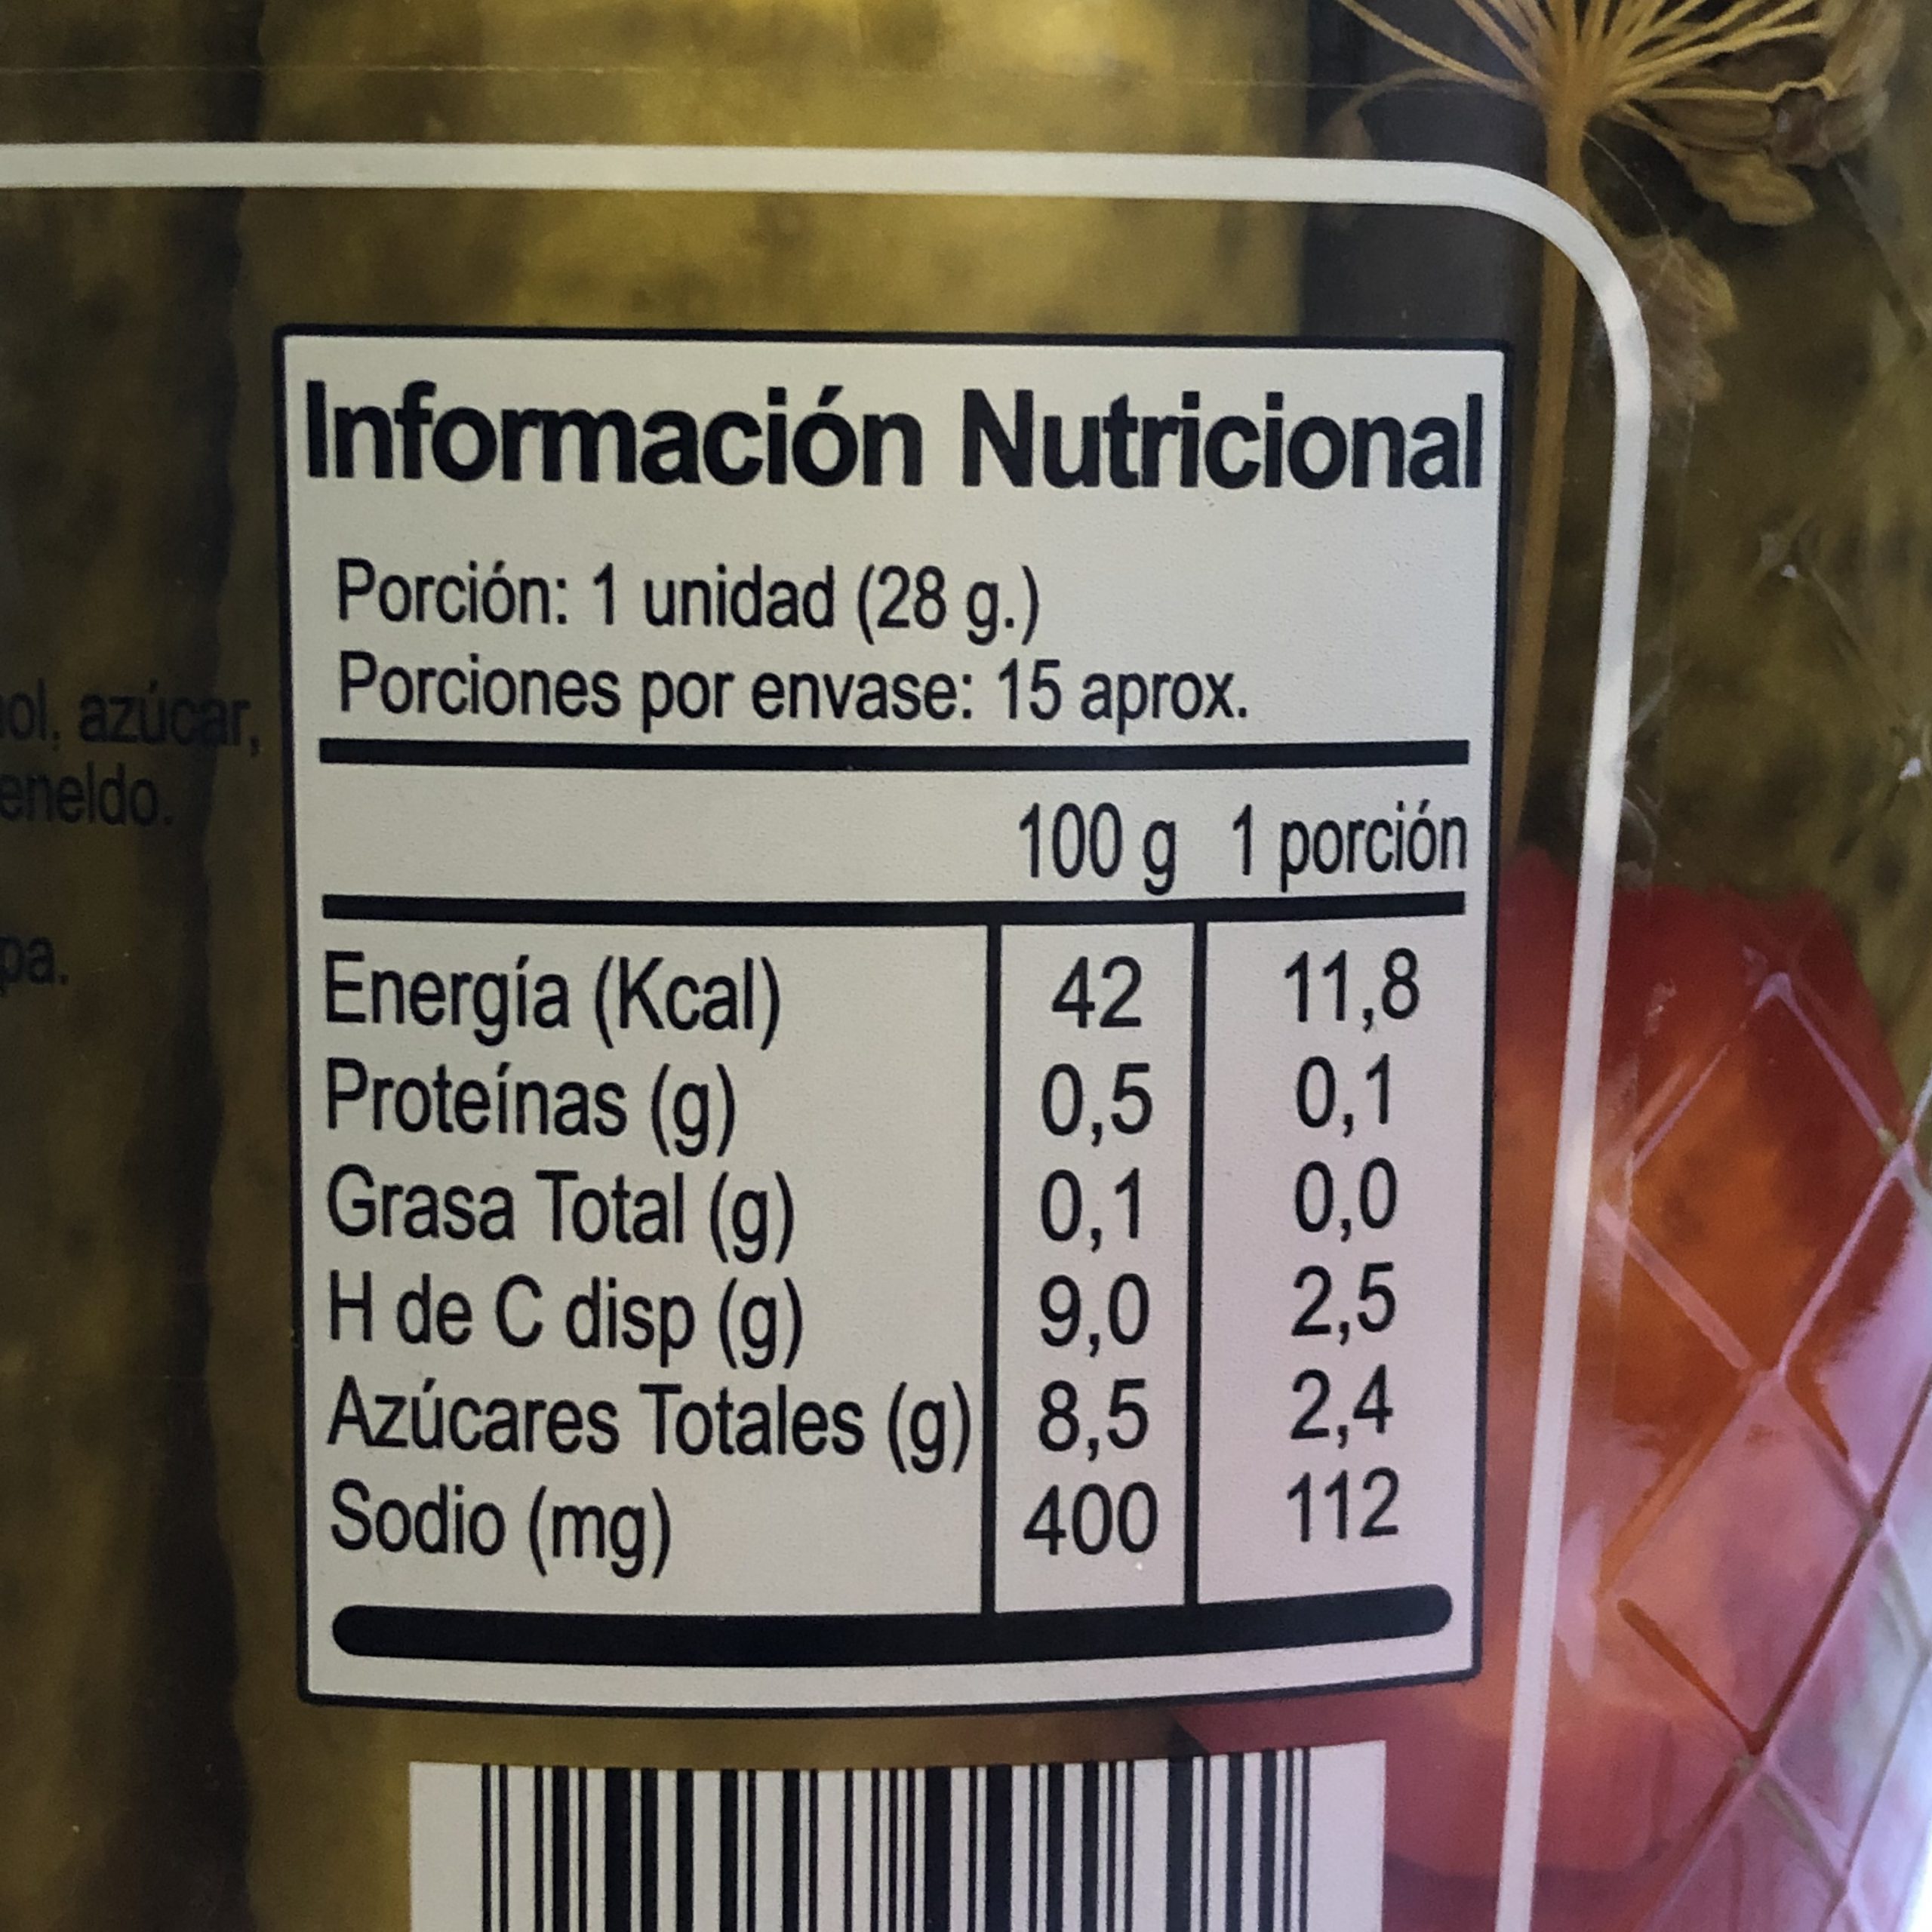 Información Nutricional
Porción: 1 unidad (28 g.)
Porciones por envase: 15 aprox.
azúcar,
eneldo.
100 g 1 porción
Energía (Kcal) 42 11,8
Proteínas (g) 0,5 0,1
Grasa Total (g) 0,1 0,0
H de C disp (g) 9,0 2,5
Azúcares Totales (g) 8,5 2,4
Sodio (mg) 400 112